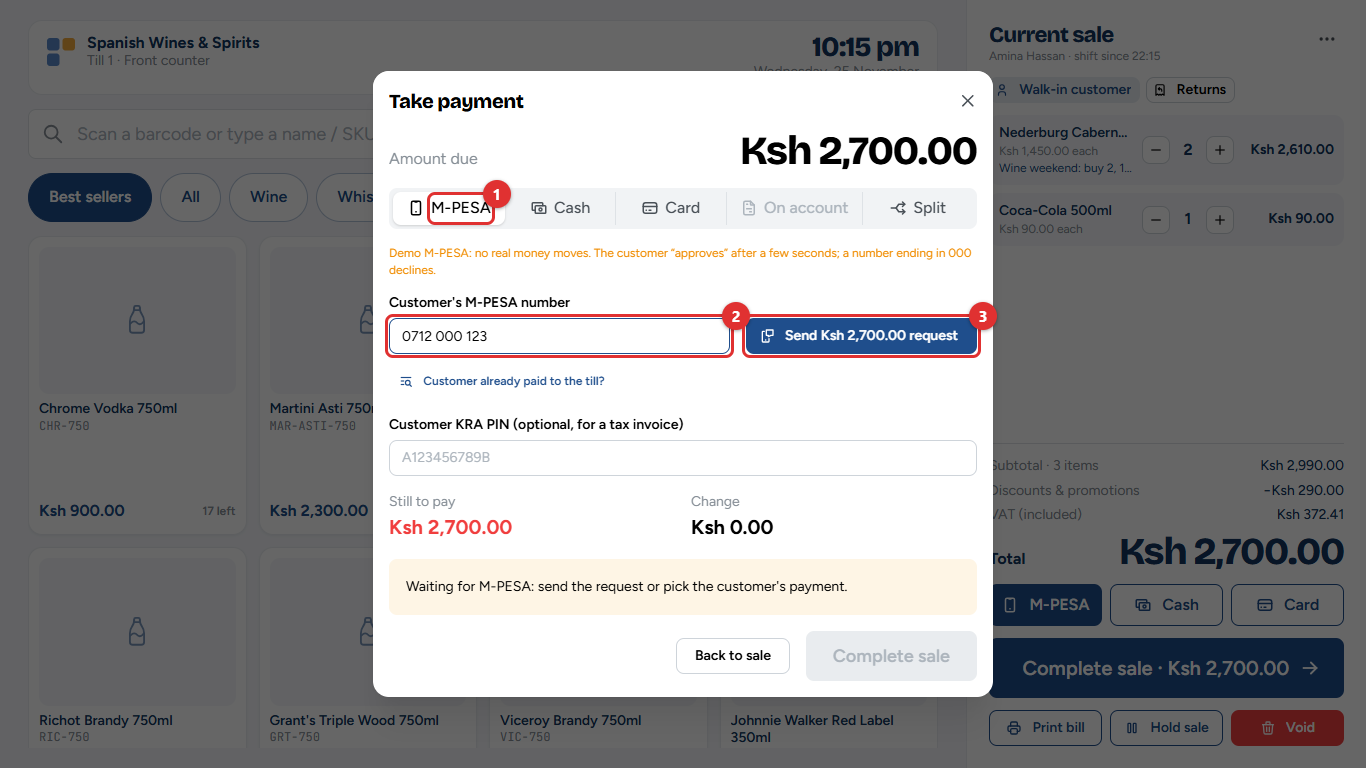 Spanish Wines & Spirits
Till 1 · Front counter
10:15 pm
Wednesday, 25 November
Scan a barcode or type a name / SKU
Best sellers
All
Wine
Whis
Chrome Vodka 750ml
CHR-750
Ksh 900.00
17 left
Martini Asti 750
MAR-ASTI-750
Ksh 2,300.00
Richot Brandy 750ml
RIC-750
Grant's Triple Wood 750ml
GRT-750
Viceroy Brandy 750ml
VIC-750
Johnnie Walker Red Label
350ml
Take payment
Amount due
Ksh 2,700.00
M-PESA
1
Cash
Card
On account
Split
Demo M-PESA: no real money moves. The customer “approves” after a few seconds; a number ending in 000
declines.
Customer's M-PESA number
0712 000 123
2
Send Ksh 2,700.00 request
3
Customer already paid to the till?
Customer KRA PIN (optional, for a tax invoice)
A123456789B
Still to pay
Change
Ksh 2,700.00
Ksh 0.00
Waiting for M-PESA: send the request or pick the customer's payment.
Back to sale
Complete sale
Current sale
Amina Hassan · shift since 22:15
Walk-in customer
Returns
Nederburg Cabern...
Ksh 1,450.00 each
Wine weekend: buy 2, 1...
2
Ksh 2,610.00
Coca-Cola 500ml
Ksh 90.00 each
1
Ksh 90.00
Subtotal · 3 items
Ksh 2,990.00
Discounts & promotions
-Ksh 290.00
VAT (included)
Ksh 372.41
Total
Ksh 2,700.00
M-PESA
Cash
Card
Complete sale · Ksh 2,700.00
Print bill
Hold sale
Void